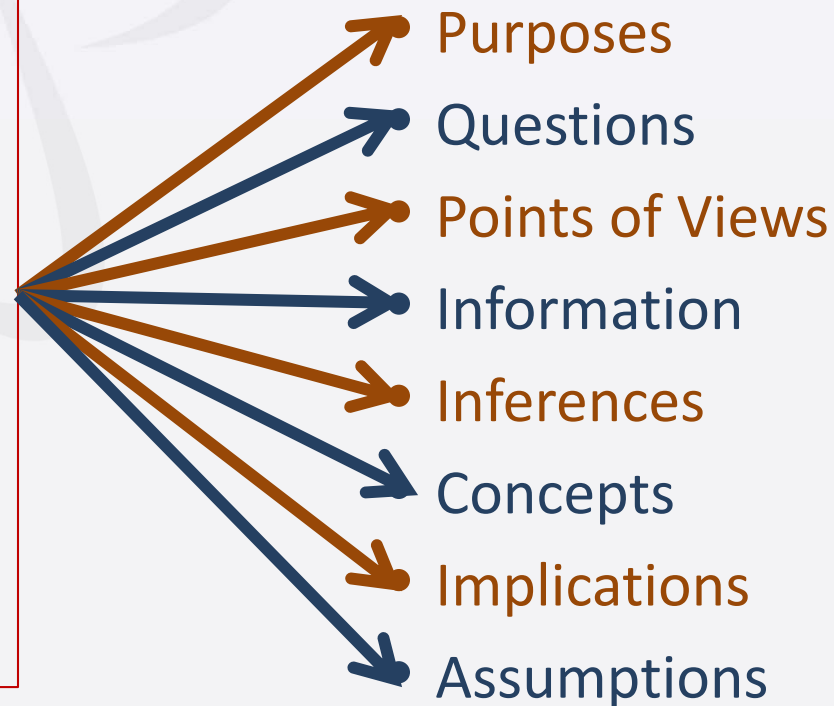 Purposes
Questions
Points of Views
Information
Inferences
Concepts
Implications
Assumptions